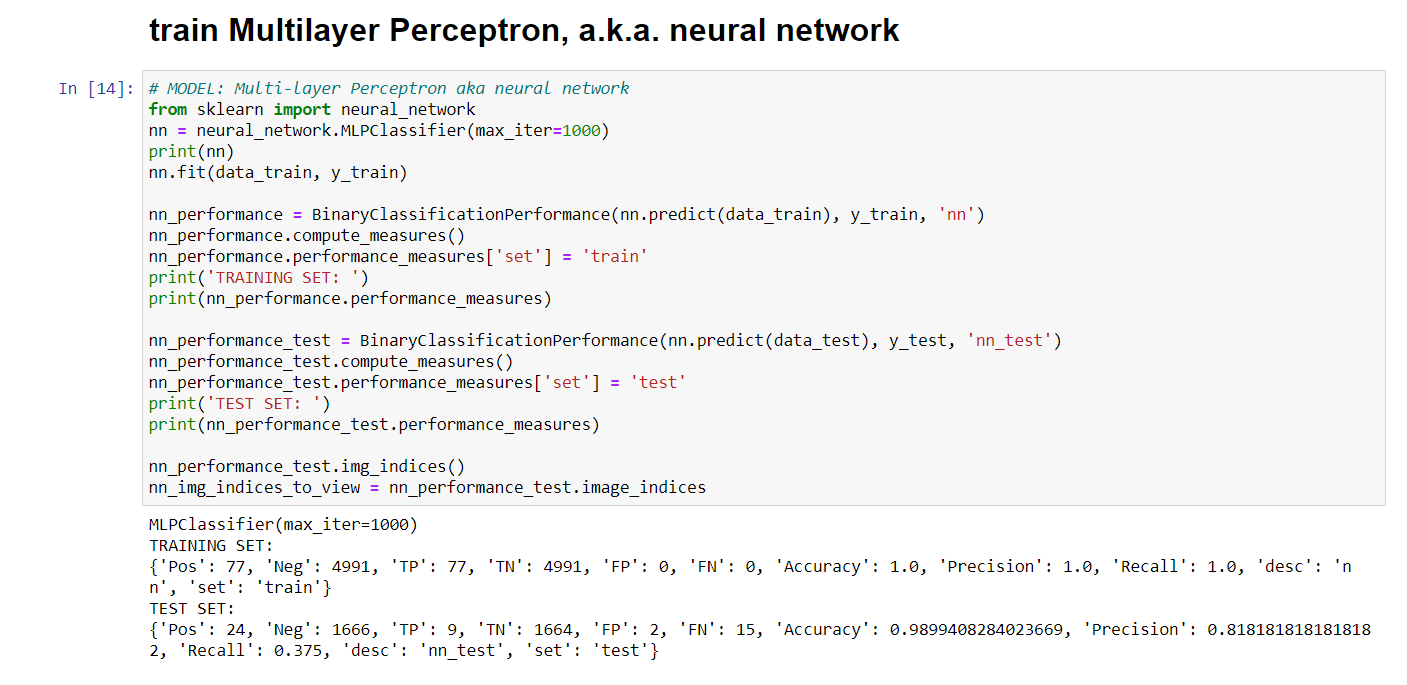 train Multilayer Perceptron, a.k.a. neural network
In [14]: # MODEL: Multi-layer Perceptron aka neural network
from sklearn import neural_network
nn = neural_network.MLPClassifier(max_iter=1000)
print(nn)
nn.fit(data_train, y_train)
nn_performance = BinaryClassificationPerformance(nn.predict(data_train), y_train, 'nn')
nn_performance.compute_measures()
nn_performance.performance_measures['set'] = 'train'
print('TRAINING SET: ')
print(nn_performance.performance_measures)
nn_performance_test = BinaryClassificationPerformance(nn.predict(data_test), y_test, 'nn_test')
nn_performance_test.compute_measures()
nn_performance_test.performance_measures['set'] = 'test'
print('TEST SET: ')
print(nn_performance_test.performance_measures)
nn_performance_test.img_indices()
nn_img_indices_to_view = nn_performance_test.image_indices
MLPClassifier(max_iter=1000)
TRAINING SET:
{'Pos': 77, 'Neg': 4991, 'TP': 77, 'TN': 4991, 'FP': 0, 'FN': 0, 'Accuracy': 1.0, 'Precision': 1.0, 'Recall': 1.0, 'desc': 'n
n', 'set': 'train'}
TEST SET:
{'Pos': 24, 'Neg': 1666, 'TP': 9, 'TN': 1664, 'FP': 2, 'FN': 15, 'Accuracy': 0.9899408284023669, 'Precision': 0.818181818181818
2, 'Recall': 0.375, 'desc': 'nn_test', 'set': 'test'}